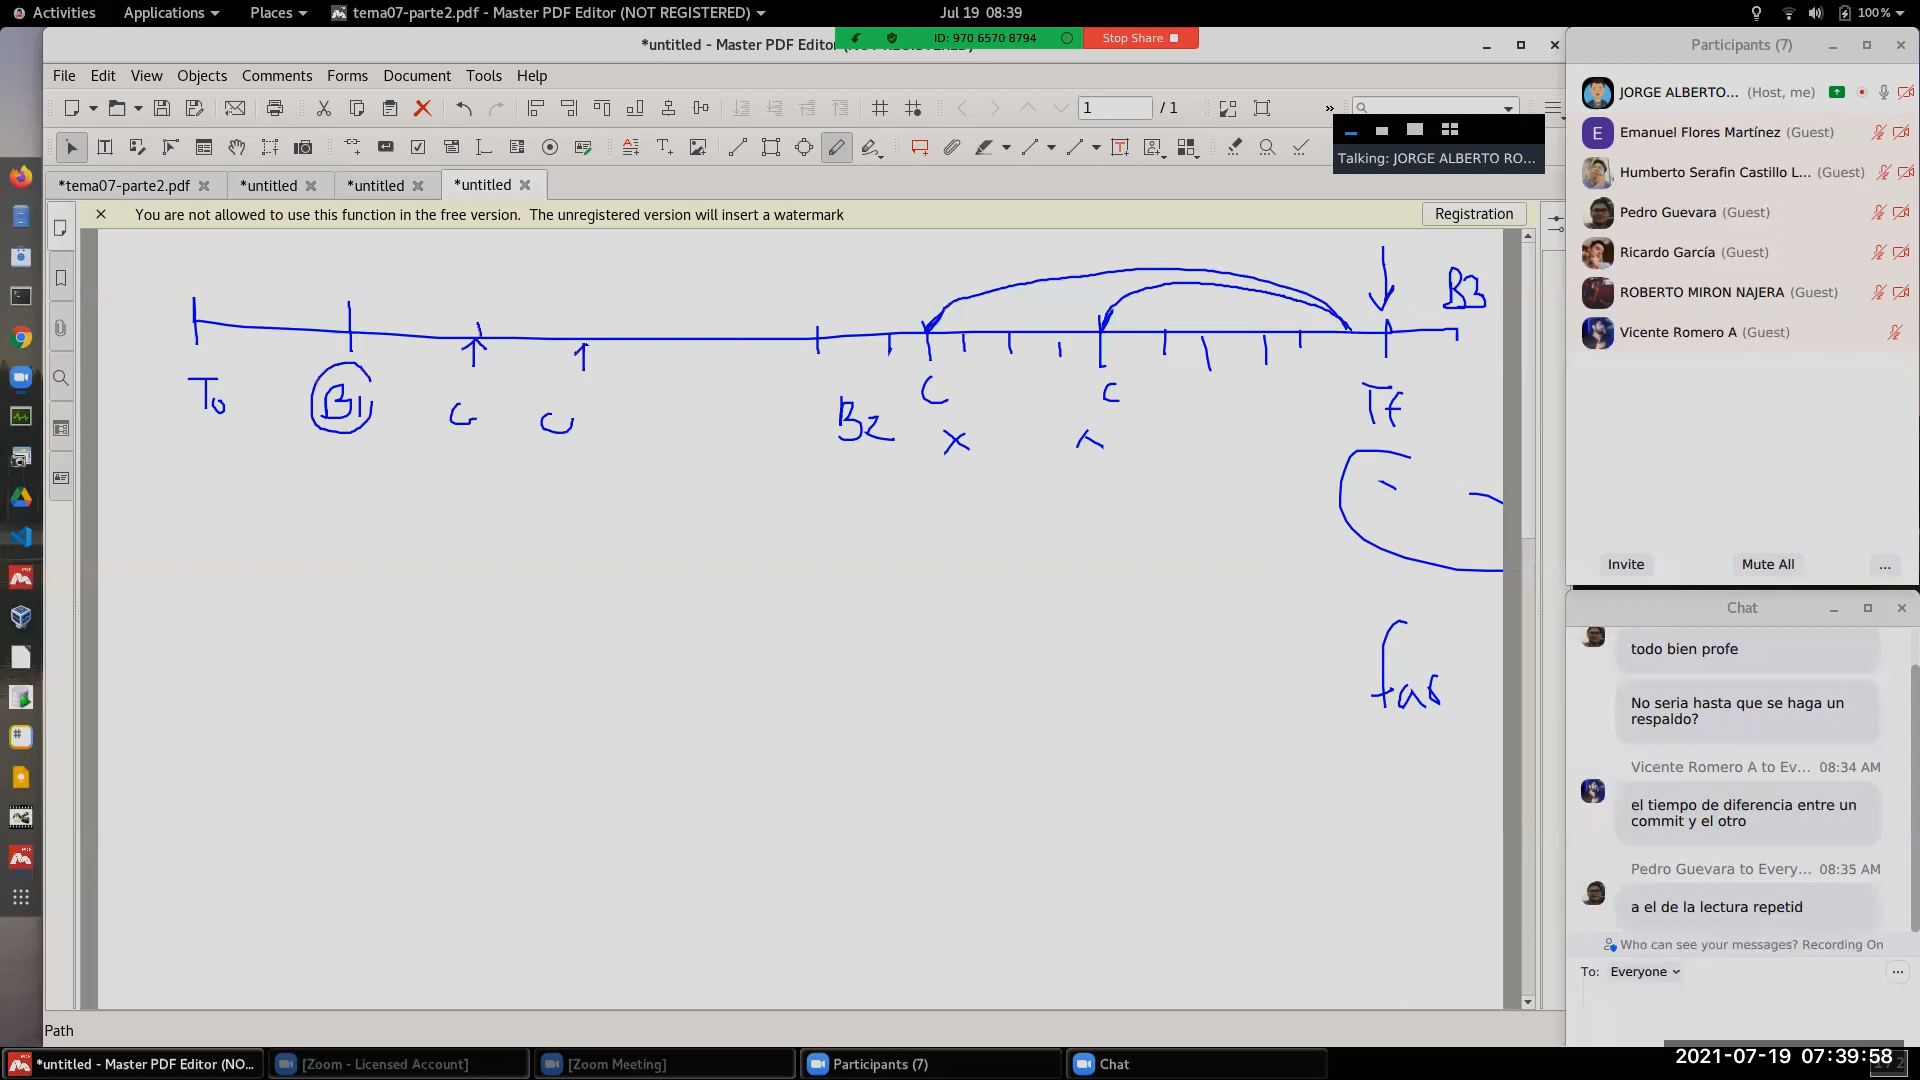 Activities
Applications
Places
tema07-parte2.pdf - Master PDF Editor (NOT REGISTERED)
Jul 19 08:39
100%
*untitled - Master PDF Editor
ID: 970 6570 8794
Stop Share
File Edit View Objects Comments Forms Document Tools Help
1 / 1
Talking: JORGE ALBERTO RO...
*tema07-parte2.pdf
*untitled
*untitled
*untitled
You are not allowed to use this function in the free version. The unregistered version will insert a watermark
Registration
B3
T0
B1
C
B2
C
C
Tf
x
Path
Participants (7)
JORGE ALBERTO... (Host, me)
E
Emanuel Flores Martínez (Guest)
Humberto Serafin Castillo L... (Guest)
Pedro Guevara (Guest)
Ricardo García (Guest)
ROBERTO MIRON NAJERA (Guest)
Vicente Romero A (Guest)
Invite
Mute All
...
Chat
todo bien profe
No seria hasta que se haga un
respaldo?
Vicente Romero A to Ev... 08:34 AM
el tiempo de diferencia entre un
commit y el otro
Pedro Guevara to Every... 08:35 AM
a el de la lectura repetid
Who can see your messages? Recording On
To: Everyone
*untitled - Master PDF Editor (NO...
[Zoom - Licensed Account]
[Zoom Meeting]
Participants (7)
Chat
2021-07-19 07:39:58